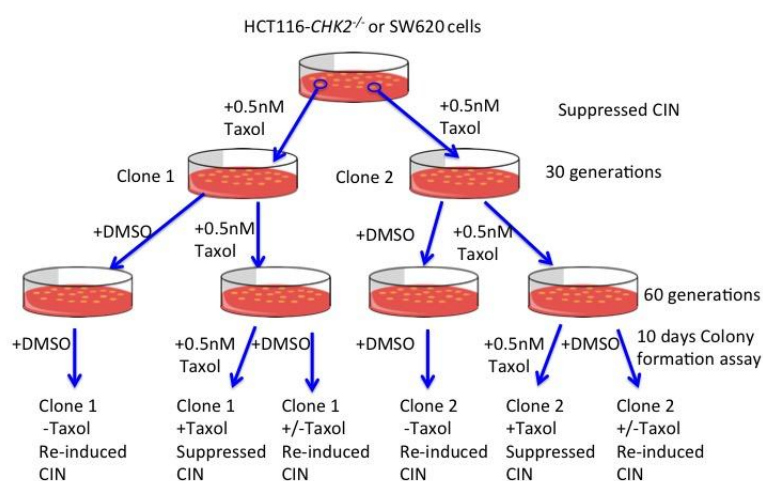 HCT116-CHK2-/- or SW620 cells
+0.5nM
Taxol
+0.5nM
Taxol
Suppressed CIN
Clone 1
Clone 2
30 generations
+DMSO
+0.5nM
Taxol
+DMSO
+0.5nM
Taxol
60 generations
+DMSO
+0.5nM
Taxol
+DMSO
+DMSO
+0.5nM
Taxol
+DMSO
10 days Colony
formation assay
Clone 1
-Taxol
Re-induced
CIN
Clone 1
+Taxol
Suppressed
CIN
Clone 1
+/-Taxol
Re-induced
CIN
Clone 2
-Taxol
Re-induced
CIN
Clone 2
+Taxol
Suppressed
CIN
Clone 2
+/-Taxol
Re-induced
CIN